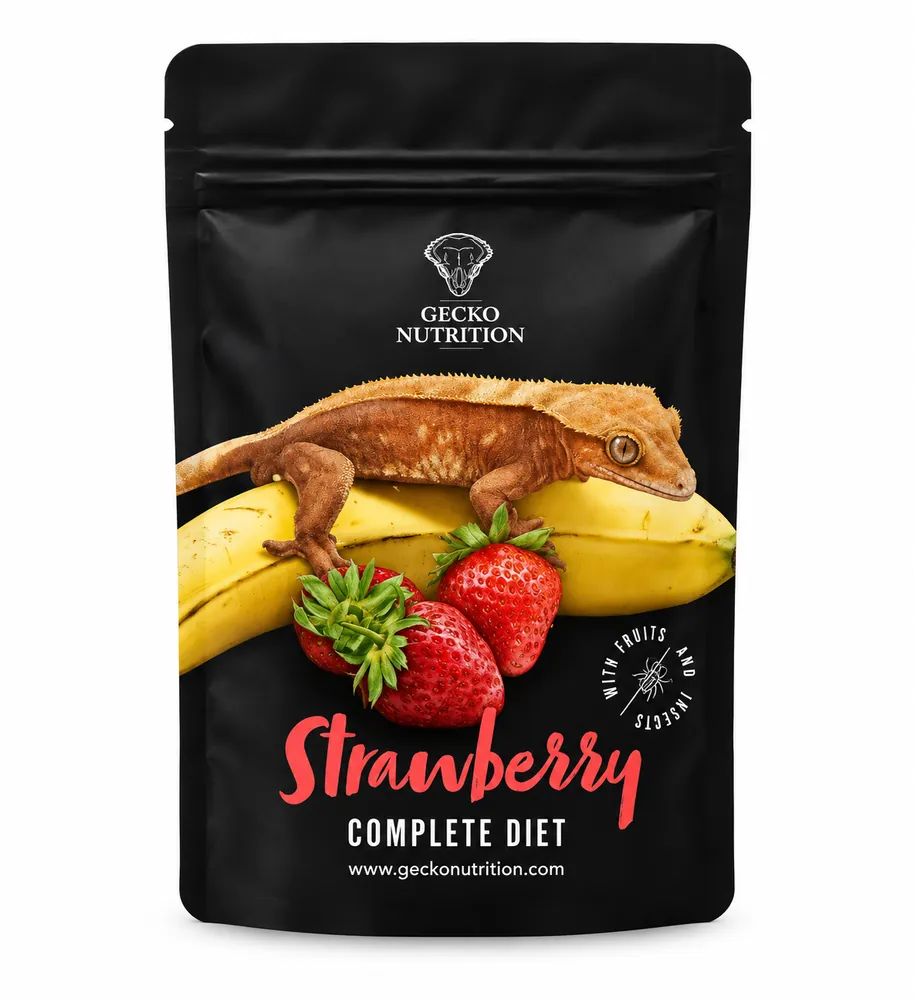 GECKO
NUTRITION
WITH FRUITS AND INSECTS
Strawberry
COMPLETE DIET
www.geckonutrition.com